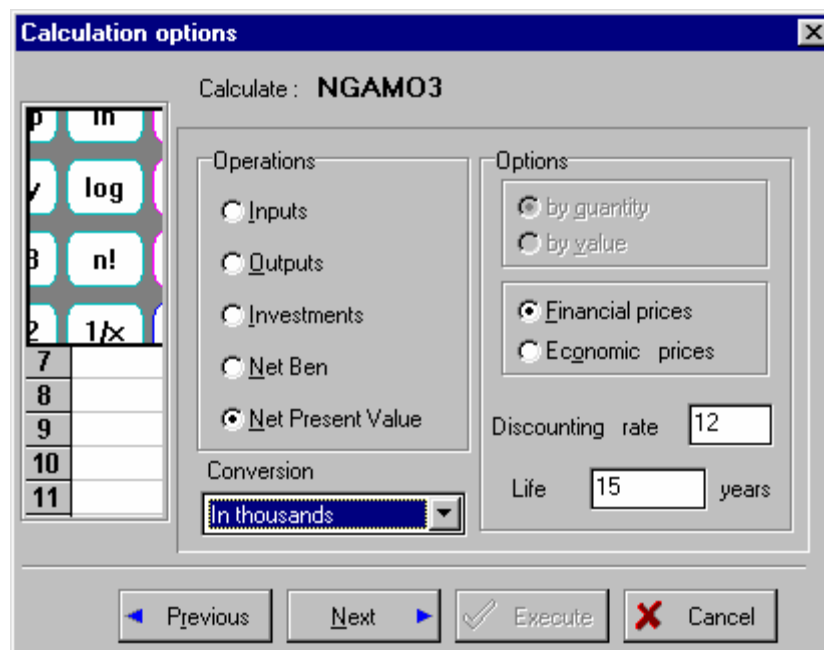 Calculation options
Calculate : NGAMO3
ln
log
n!
1/x
7
8
9
10
11
Operations
Inputs
Outputs
Investments
Net Ben
Net Present Value
Conversion
In thousands
Options
by quantity
by value
Financial prices
Economic prices
Discounting rate 12
Life 15 years
Previous
Next
Execute
Cancel